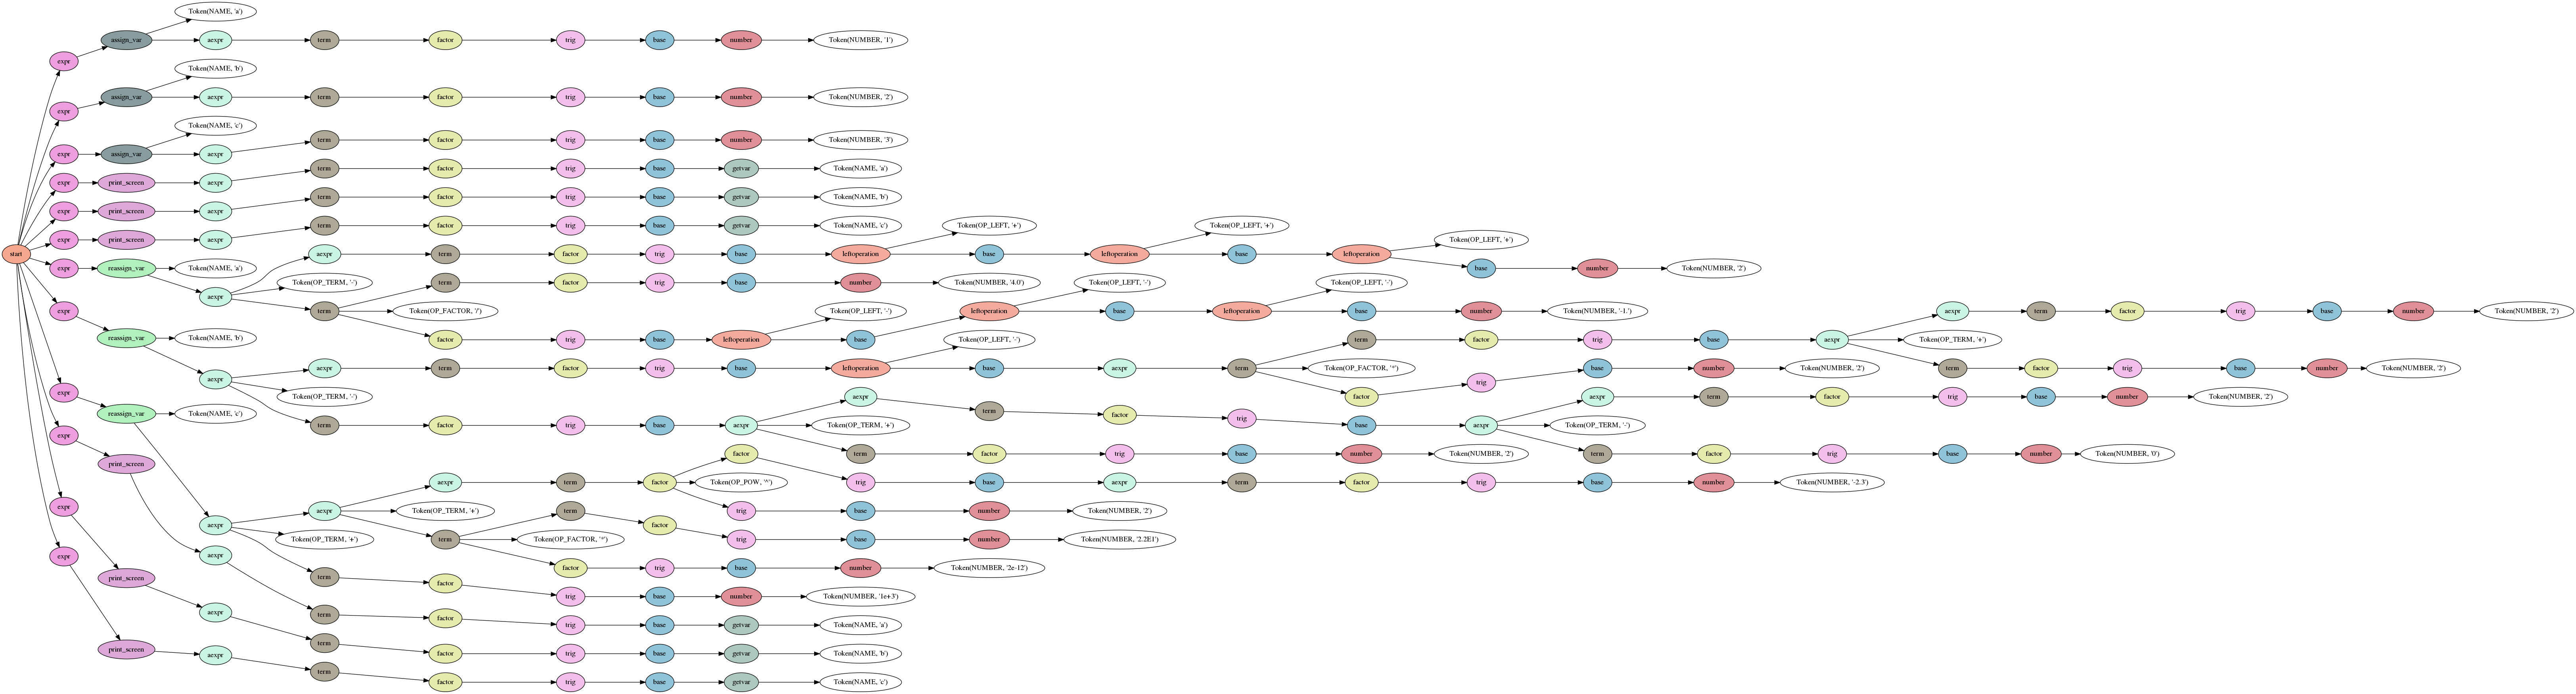 Token(NAME, 'a')
assign_var aexpr term factor trig base number Token(NUMBER, '1')
expr
Token(NAME, 'b')
assign_var aexpr term factor trig base number Token(NUMBER, '2')
expr
Token(NAME, 'c')
term factor trig base number Token(NUMBER, '3')
expr assign_var aexpr
term factor trig base getvar Token(NAME, 'a')
expr print_screen aexpr
term factor trig base getvar Token(NAME, 'b')
expr print_screen aexpr
term factor trig base getvar Token(NAME, 'c') Token(OP_LEFT, '+') Token(OP_LEFT, '+')
expr print_screen aexpr Token(OP_LEFT, '+')
start aexpr term factor trig base leftoperation base leftoperation base leftoperation
expr reassign_var Token(NAME, 'a') base number Token(NUMBER, '2')
Token(OP_TERM, '-') term factor trig base number Token(NUMBER, '4.0') Token(OP_LEFT, '-') Token(OP_LEFT, '-')
aexpr
expr term Token(OP_FACTOR, '/') Token(OP_LEFT, '-') leftoperation base leftoperation base number Token(NUMBER, '-1.') aexpr term factor trig base number Token(NUMBER, '2')
reassign_var Token(NAME, 'b') factor trig base leftoperation base Token(OP_LEFT, '-') term factor trig base aexpr Token(OP_TERM, '+')
aexpr term factor trig base leftoperation base aexpr term Token(OP_FACTOR, '*') base number Token(NUMBER, '2') term factor trig base number Token(NUMBER, '2')
aexpr trig
expr Token(OP_TERM, '-') aexpr factor aexpr term factor trig base number Token(NUMBER, '2')
reassign_var Token(NAME, 'c') term factor trig
term factor trig base aexpr Token(OP_TERM, '+') base aexpr Token(OP_TERM, '-')
expr
factor term factor trig base number Token(NUMBER, '2') term factor trig base number Token(NUMBER, '0')
print_screen
aexpr term factor Token(OP_POW, '^') trig base aexpr term factor trig base number Token(NUMBER, '-2.3')
expr aexpr Token(OP_TERM, '+') term trig base number Token(NUMBER, '2')
aexpr factor
Token(OP_TERM, '+') term Token(OP_FACTOR, '*') trig base number Token(NUMBER, '2.2E1')
expr aexpr
factor trig base number Token(NUMBER, '2e-12')
print_screen term factor
trig base number Token(NUMBER, '1e+3')
aexpr term factor
trig base getvar Token(NAME, 'a')
print_screen aexpr term factor trig base getvar Token(NAME, 'b')
term
factor trig base getvar Token(NAME, 'c')